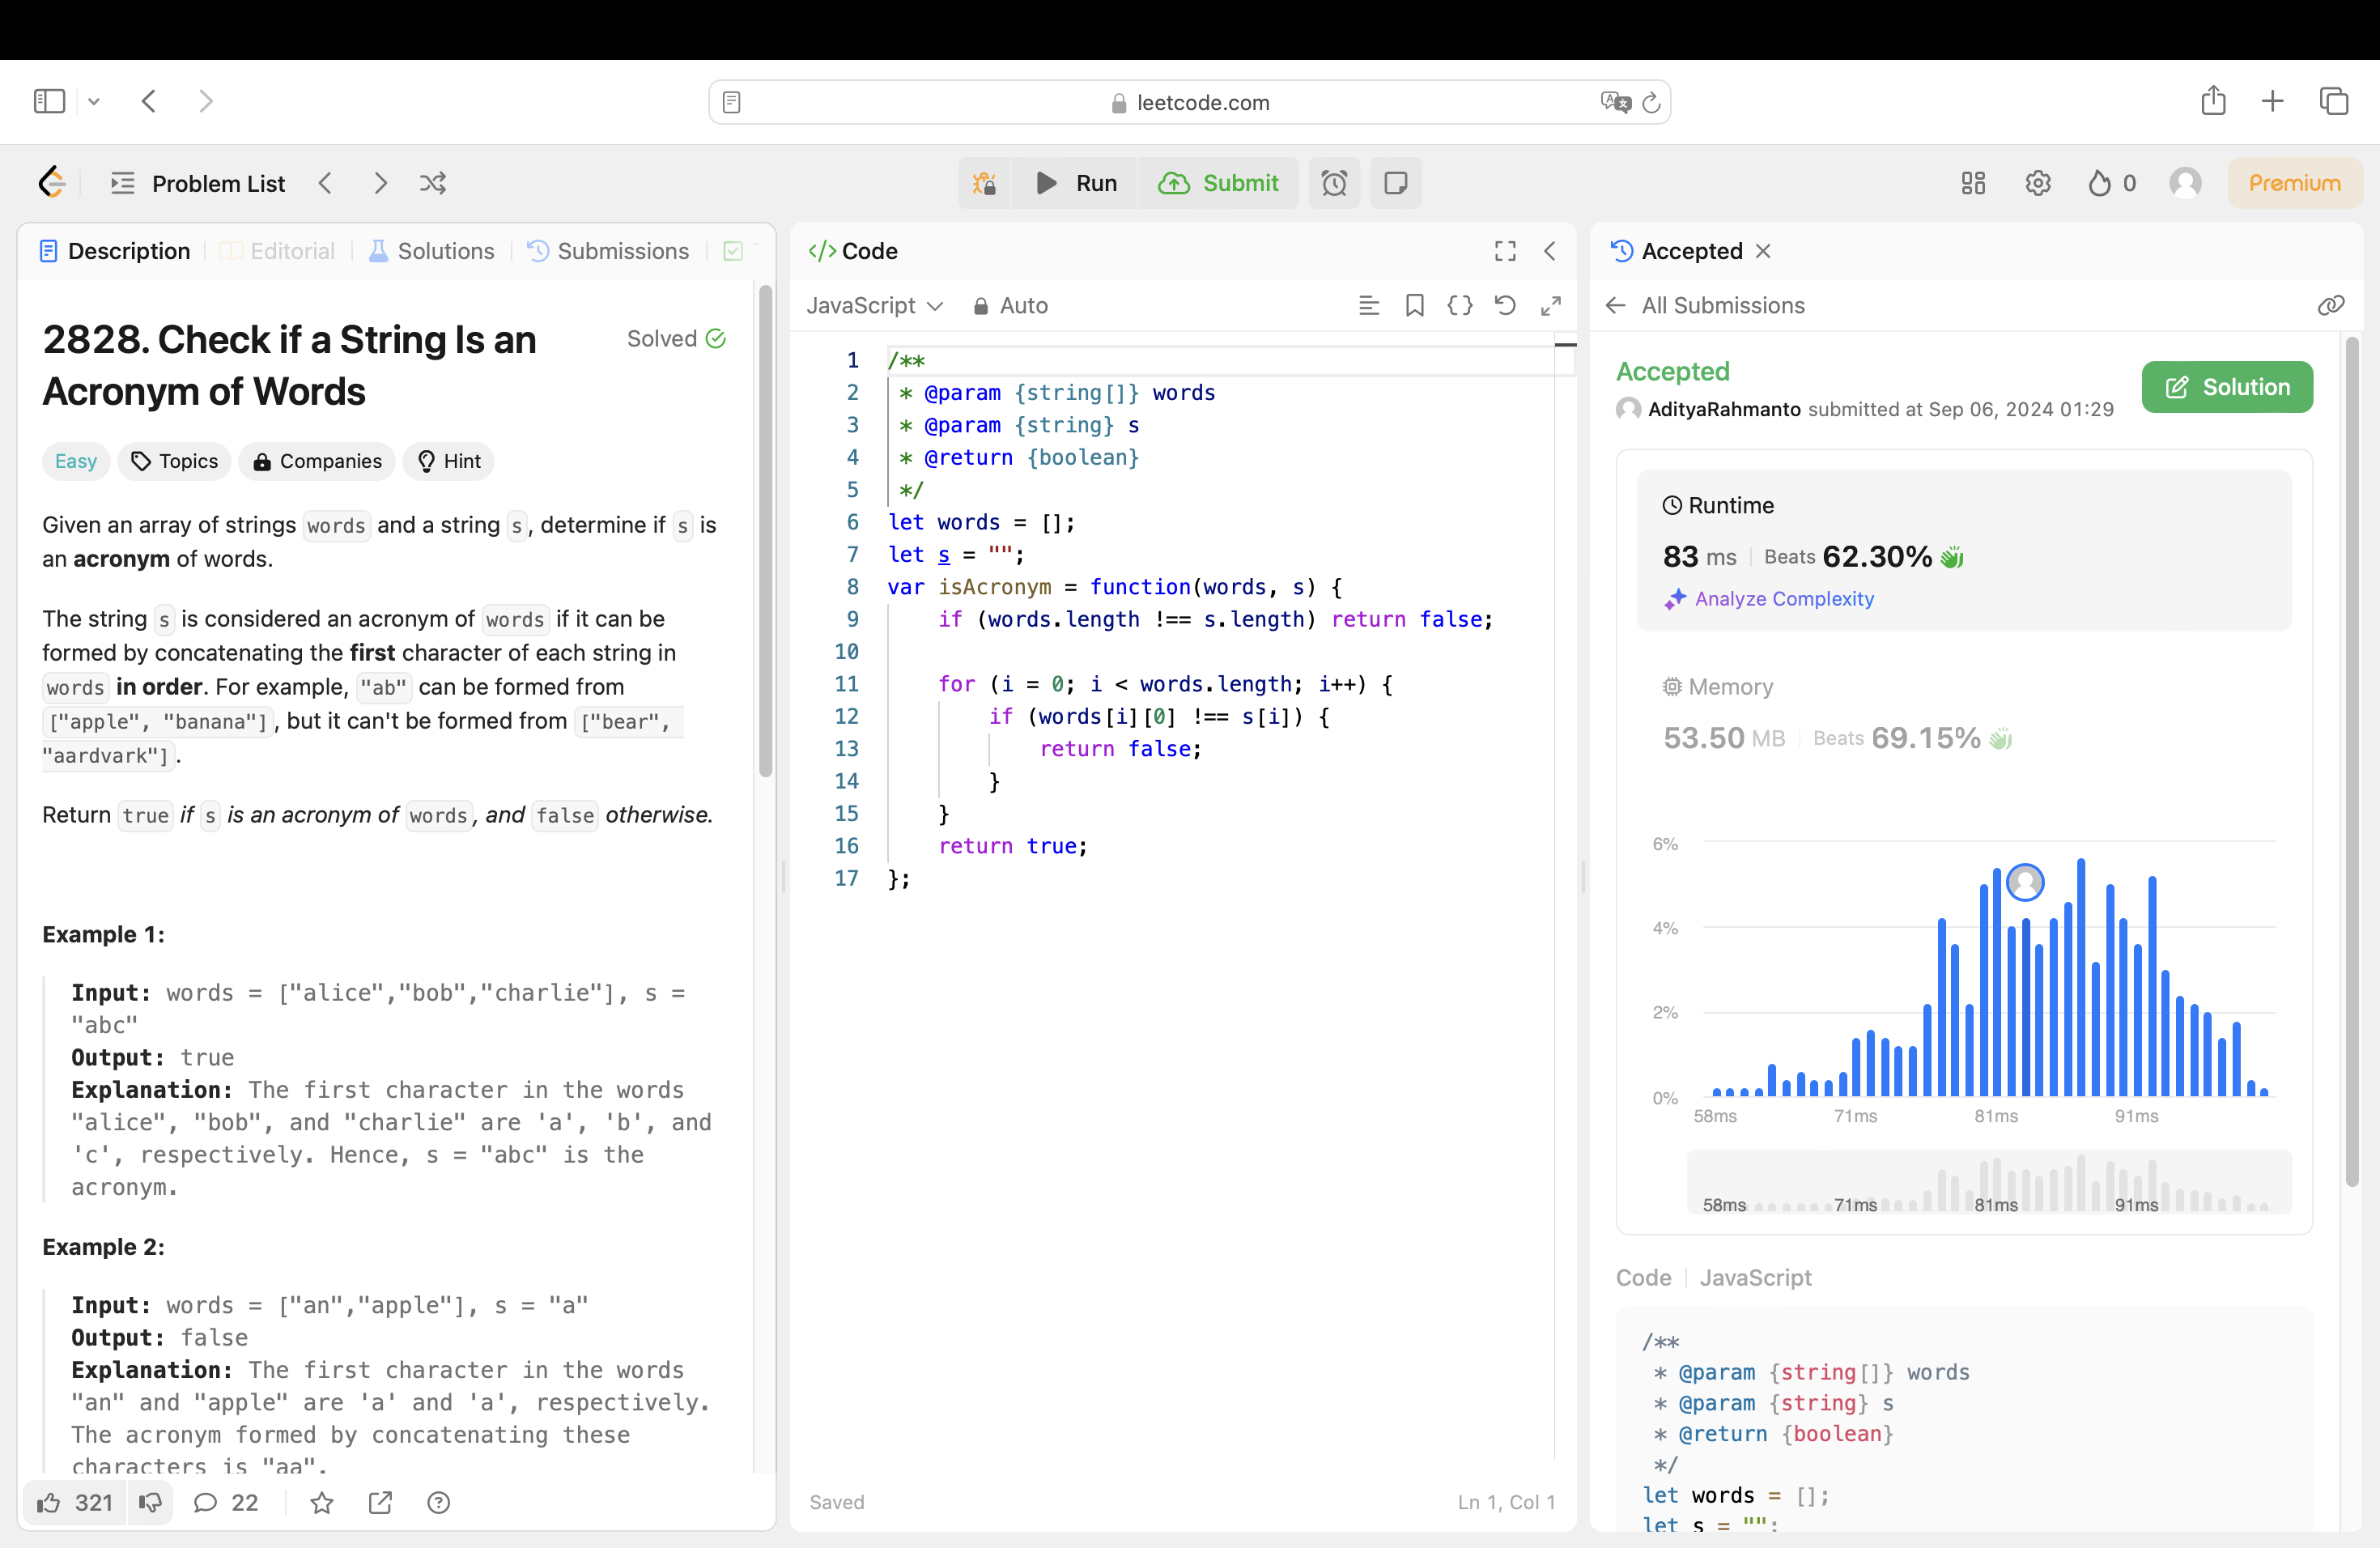 leetcode.com
Problem List
Run
Submit
0
Premium
Description
Editorial
Solutions
Submissions
2828. Check if a String Is an
Acronym of Words
Solved
Easy
Topics
Companies
Hint
Given an array of strings words and a string s, determine if s is
an acronym of words.
The string s is considered an acronym of words if it can be
formed by concatenating the first character of each string in
words in order. For example, "ab" can be formed from
["apple", "banana"], but it can't be formed from ["bear",
"aardvark"].
Return true if s is an acronym of words, and false otherwise.
Example 1:
Input: words = ["alice","bob","charlie"], s =
"abc"
Output: true
Explanation: The first character in the words
"alice", "bob", and "charlie" are 'a', 'b', and
'c', respectively. Hence, s = "abc" is the
acronym.
Example 2:
Input: words = ["an","apple"], s = "a"
Output: false
Explanation: The first character in the words
"an" and "apple" are 'a' and 'a', respectively.
The acronym formed by concatenating these
characters is "aa".
321
22
</> Code
JavaScript
Auto
1 /**
2 * @param {string[]} words
3 * @param {string} s
4 * @return {boolean}
5 */
6 let words = [];
7 let s = "";
8 var isAcronym = function(words, s) {
9 if (words.length !== s.length) return false;
10
11 for (i = 0; i < words.length; i++) {
12 if (words[i][0] !== s[i]) {
13 return false;
14 }
15 }
16 return true;
17 };
Saved
Ln 1, Col 1
Accepted
All Submissions
Accepted
AdityaRahmanto submitted at Sep 06, 2024 01:29
Solution
Runtime
83 ms
Beats 62.30%
Analyze Complexity
Memory
53.50 MB
Beats 69.15%
6%
4%
2%
0%
58ms 71ms 81ms 91ms
58ms 71ms 81ms 91ms
Code
JavaScript
/**
* @param {string[]} words
* @param {string} s
* @return {boolean}
*/
let words = [];
let s = "";